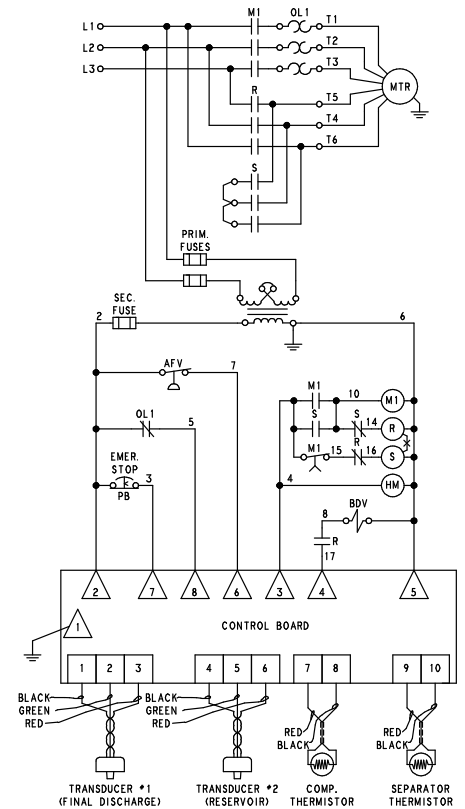 M1 OL1 T1
L1
L2 T2
L3 T3
MTR
R T5
T4
T6
S
PRIM.
FUSES
SEC.
FUSE
2 6
AFV 7
M1 10 M1
OL1 5 S S 14 R
M1 15 R 16 S
EMER.
STOP 3
PB
4 HM
BDV
8
R
17
2 7 8 6 3 4 5
1
CONTROL BOARD
1 2 3 4 5 6 7 8 9 10
BLACK BLACK
GREEN GREEN
RED RED
RED RED
BLACK BLACK
TRANSDUCER #1 TRANSDUCER #2 COMP. SEPARATOR
(FINAL DISCHARGE) (RESERVOIR) THERMISTOR THERMISTOR